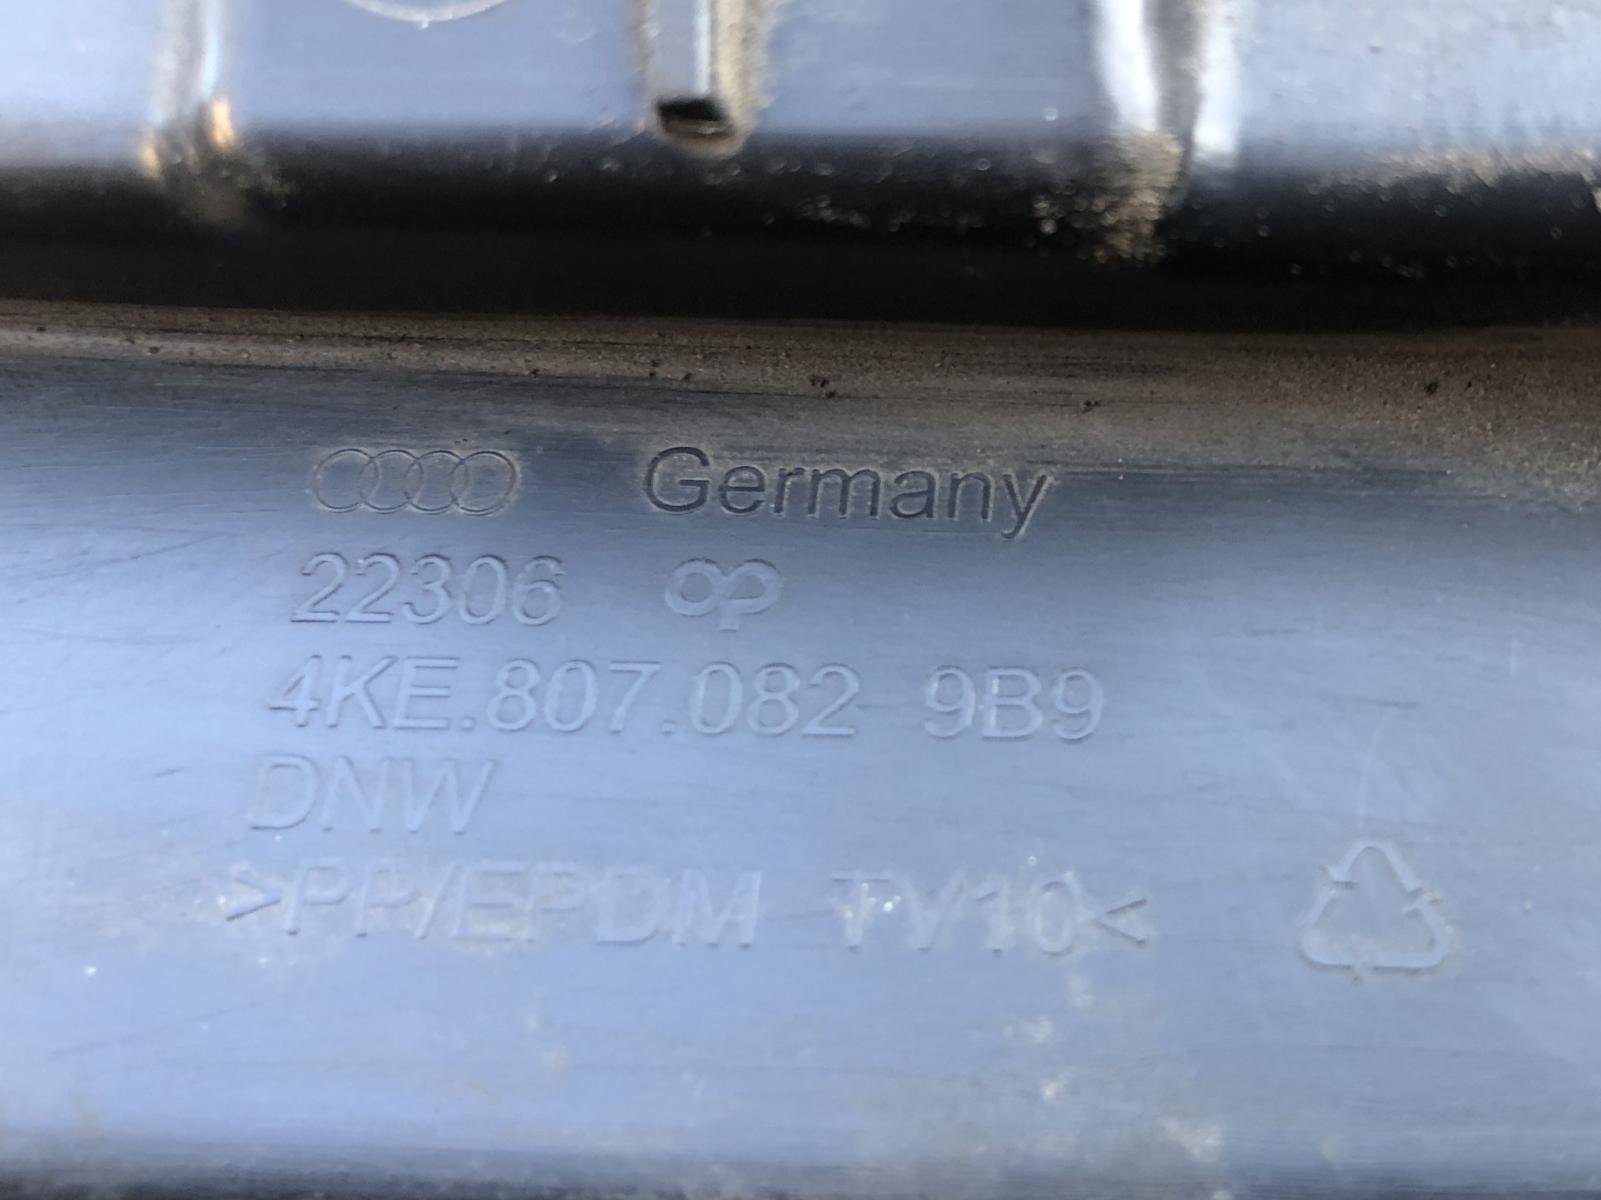 Germany
22306
4KE.807.082 9B9
DNW
>PP/EPDM TV10<